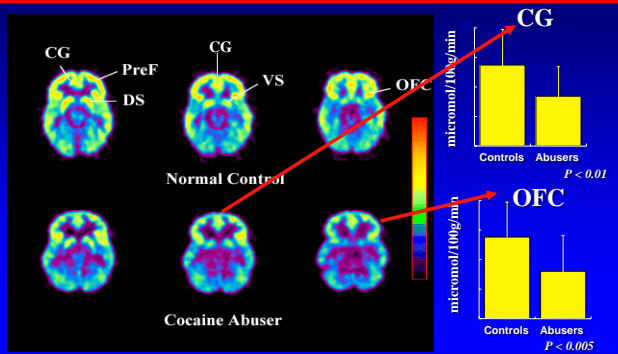 CG
PreF
DS
CG
VS
OFC
Normal Control
Cocaine Abuser
CG
micromol/100g/min
Controls Abusers
P < 0.01
OFC
micromol/100g/min
Controls Abusers
P < 0.005